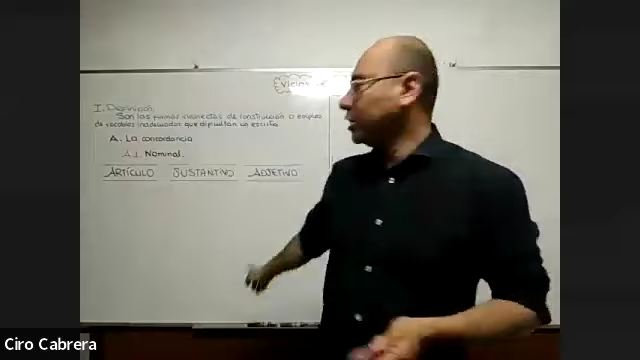 Vicios
I. Definición
Son las formas incorrectas de construcción o empleo
de vocablos inadecuados que dificultan un escrito
A. La concordancia
A.1. Nominal.
ARTÍCULO SUSTANTIVO ADJETIVO
Ciro Cabrera